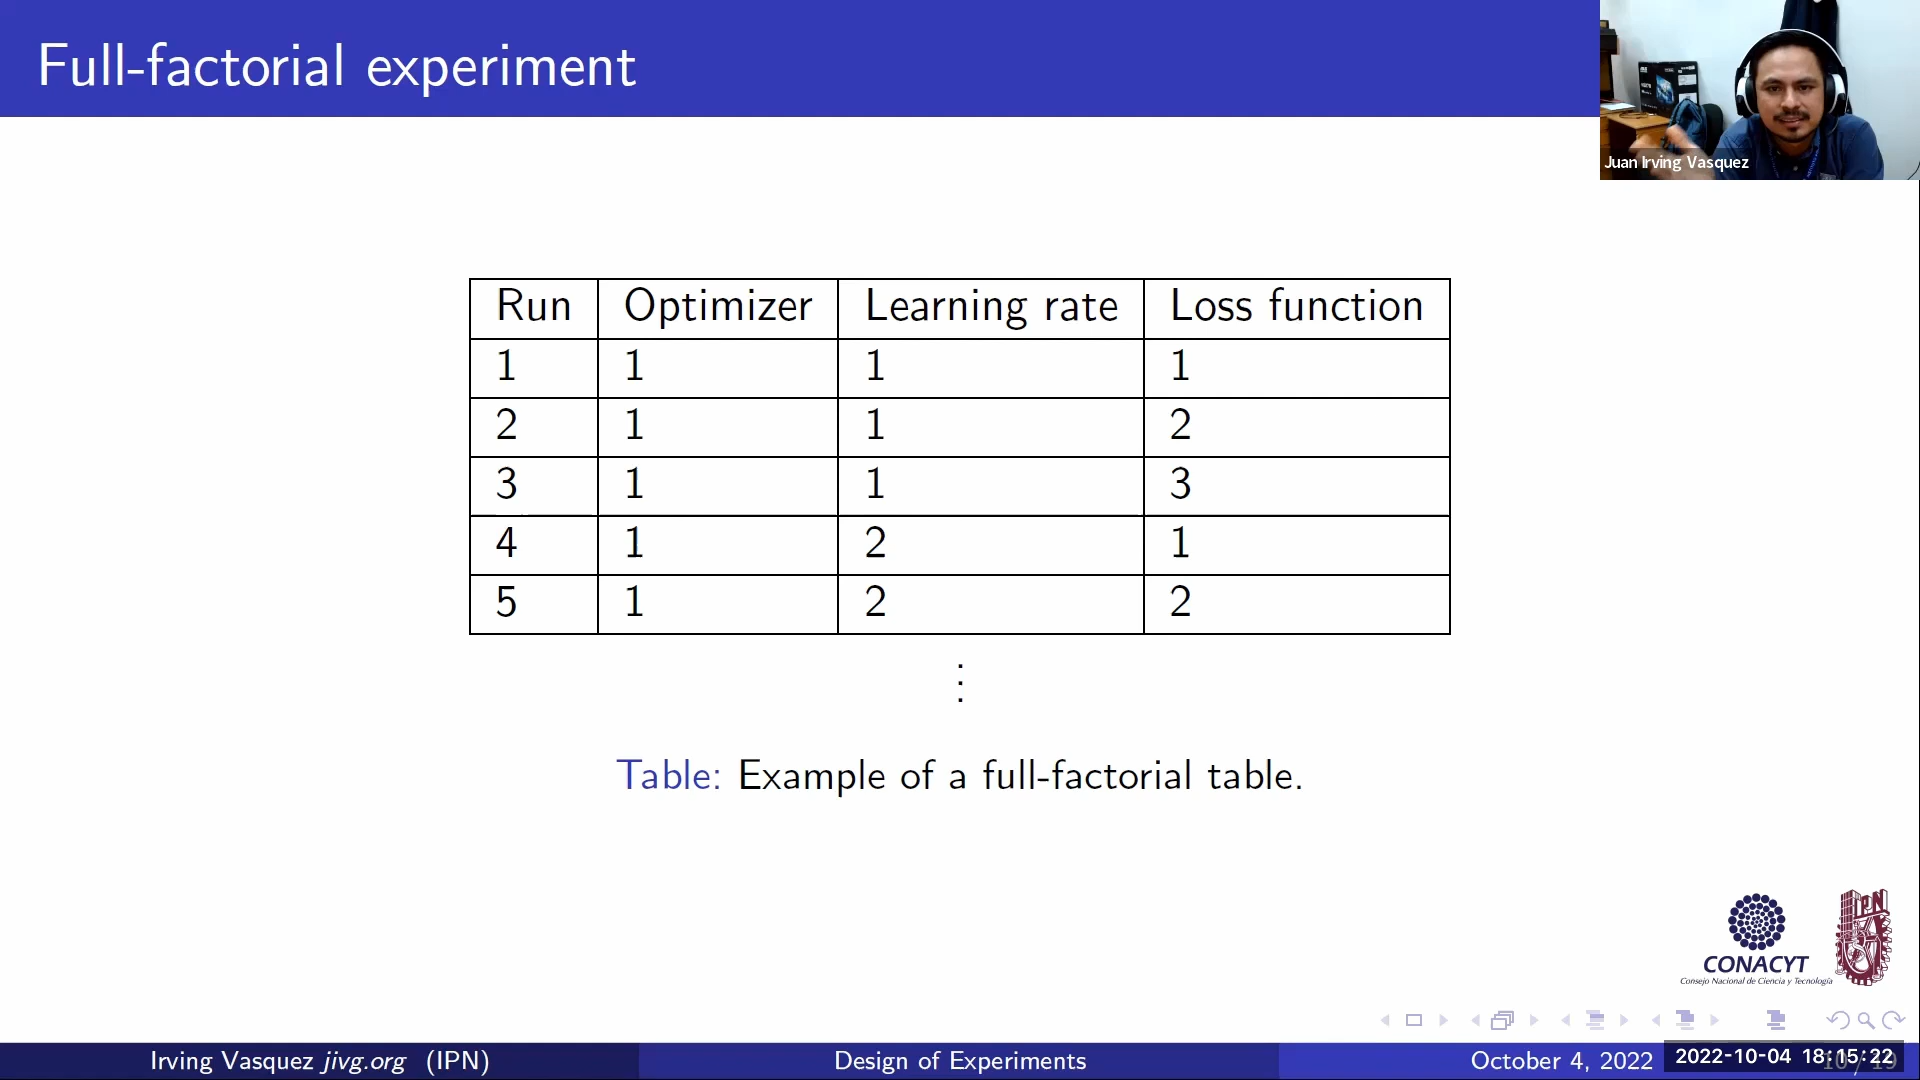 Full-factorial experiment
Juan Irving Vasquez
Run Optimizer Learning rate Loss function
1 1 1 1
2 1 1 2
3 1 1 3
4 1 2 1
5 1 2 2
⋮
Table: Example of a full-factorial table.
IPN
CONACYT
Consejo Nacional de Ciencia y Tecnología
Irving Vasquez jivg.org (IPN) Design of Experiments October 4, 2022 2022-10-04 18:15:22